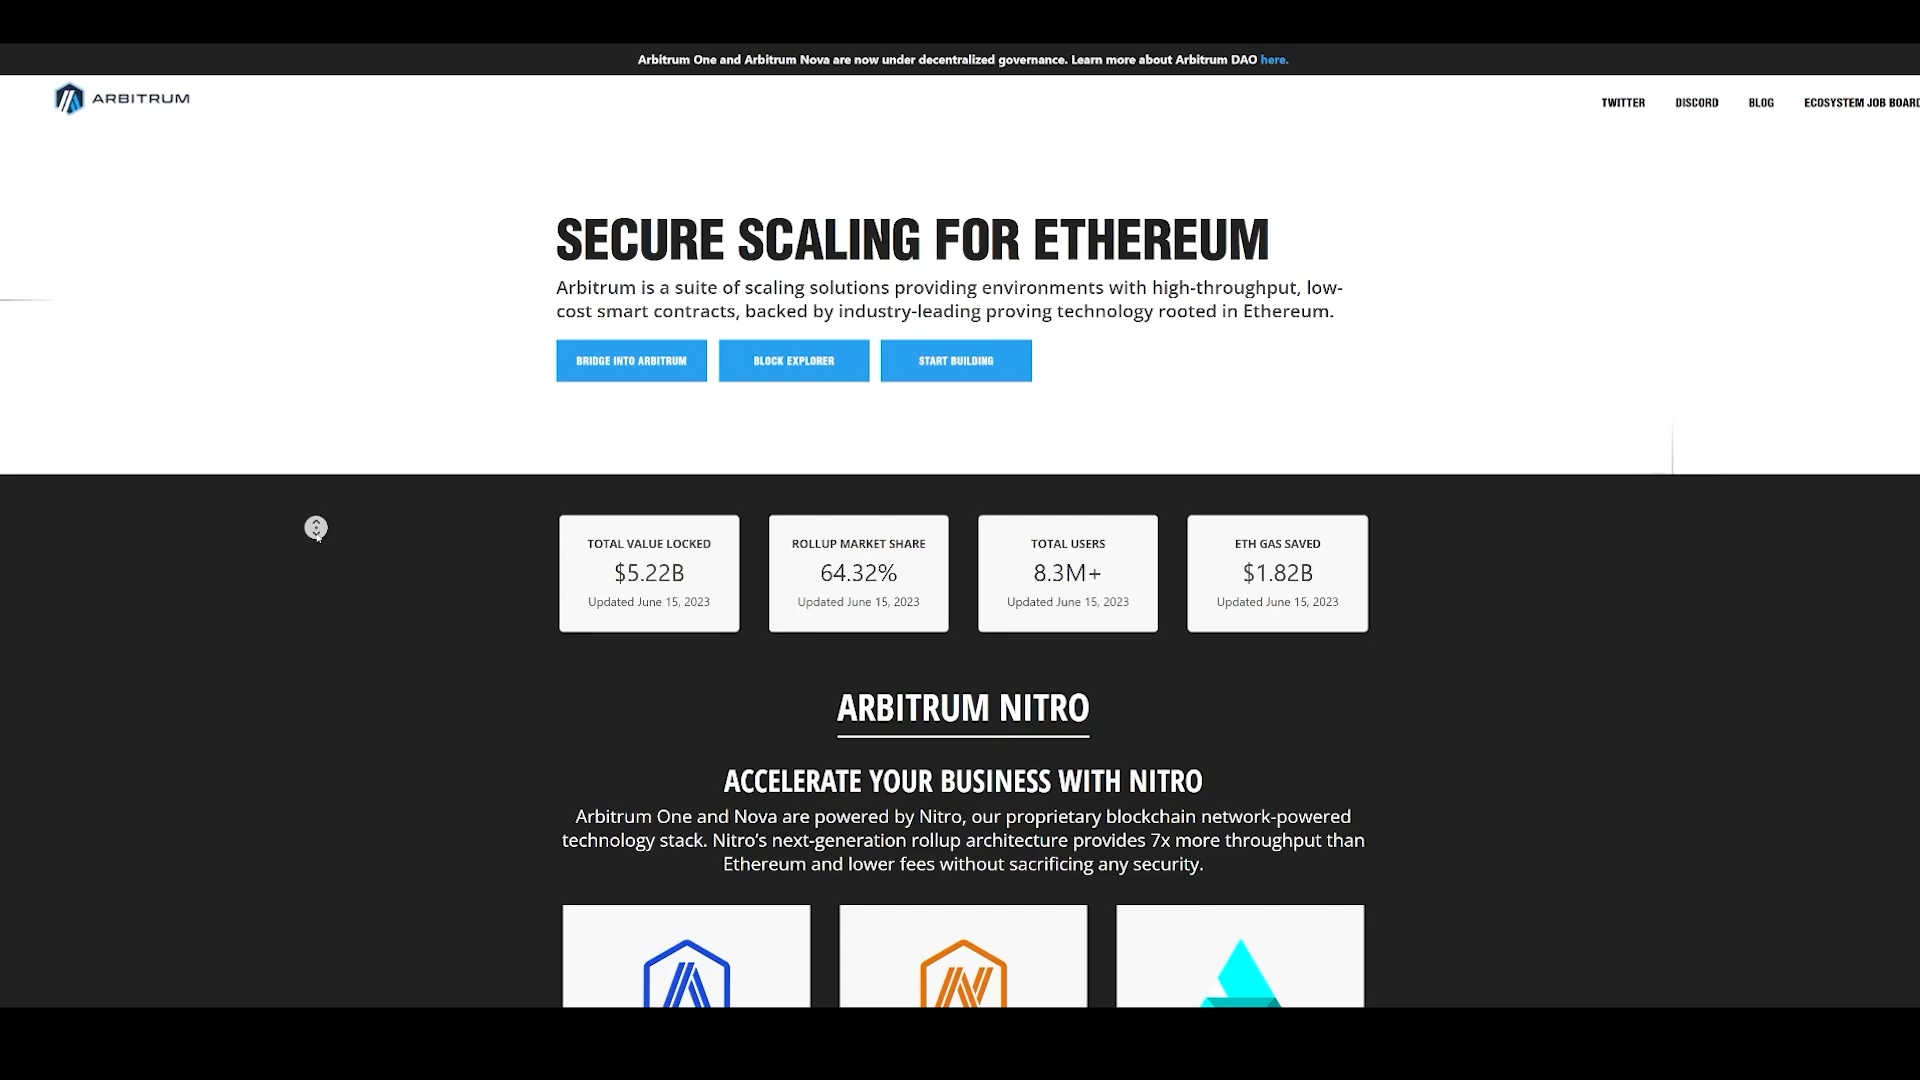 Arbitrum One and Arbitrum Nova are now under decentralized governance. Learn more about Arbitrum DAO here.
ARBITRUM
TWITTER DISCORD BLOG ECOSYSTEM JOB BOARD
SECURE SCALING FOR ETHEREUM
Arbitrum is a suite of scaling solutions providing environments with high-throughput, low-
cost smart contracts, backed by industry-leading proving technology rooted in Ethereum.
BRIDGE INTO ARBITRUM BLOCK EXPLORER START BUILDING
TOTAL VALUE LOCKED
$5.22B
Updated June 15, 2023
ROLLUP MARKET SHARE
64.32%
Updated June 15, 2023
TOTAL USERS
8.3M+
Updated June 15, 2023
ETH GAS SAVED
$1.82B
Updated June 15, 2023
ARBITRUM NITRO
ACCELERATE YOUR BUSINESS WITH NITRO
Arbitrum One and Nova are powered by Nitro, our proprietary blockchain network-powered
technology stack. Nitro’s next-generation rollup architecture provides 7x more throughput than
Ethereum and lower fees without sacrificing any security.